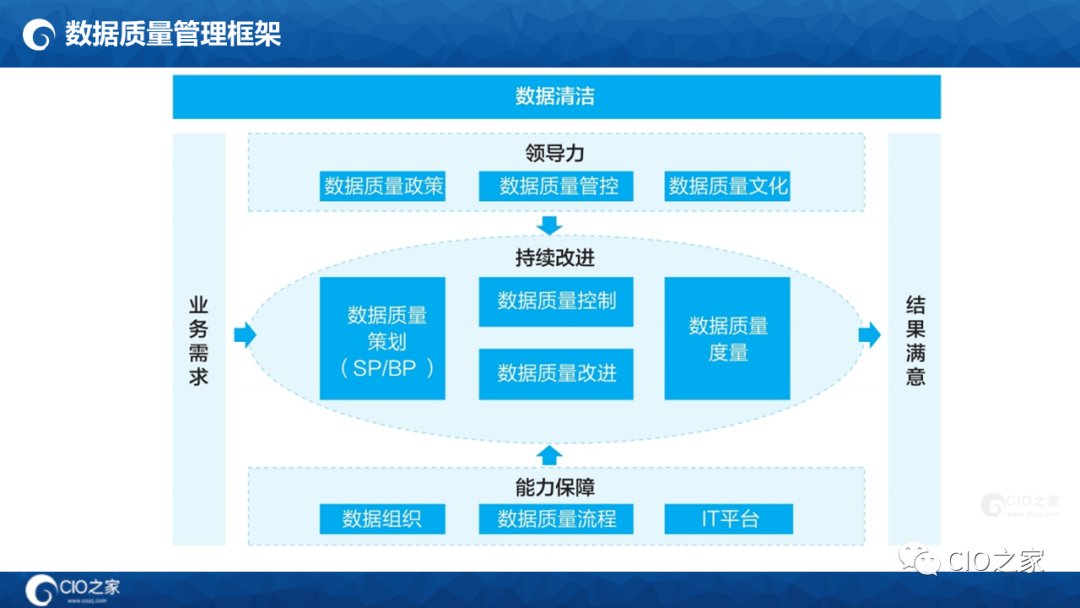 数据质量管理框架
数据清洁
业务需求
领导力
数据质量政策
数据质量管控
数据质量文化
持续改进
数据质量
策划
（SP/BP ）
数据质量控制
数据质量改进
数据质量
度量
能力保障
数据组织
数据质量流程
IT平台
结果满意
CIO之家
www.ciozj.com
CIO之家
CIO之家
www.ciozj.com